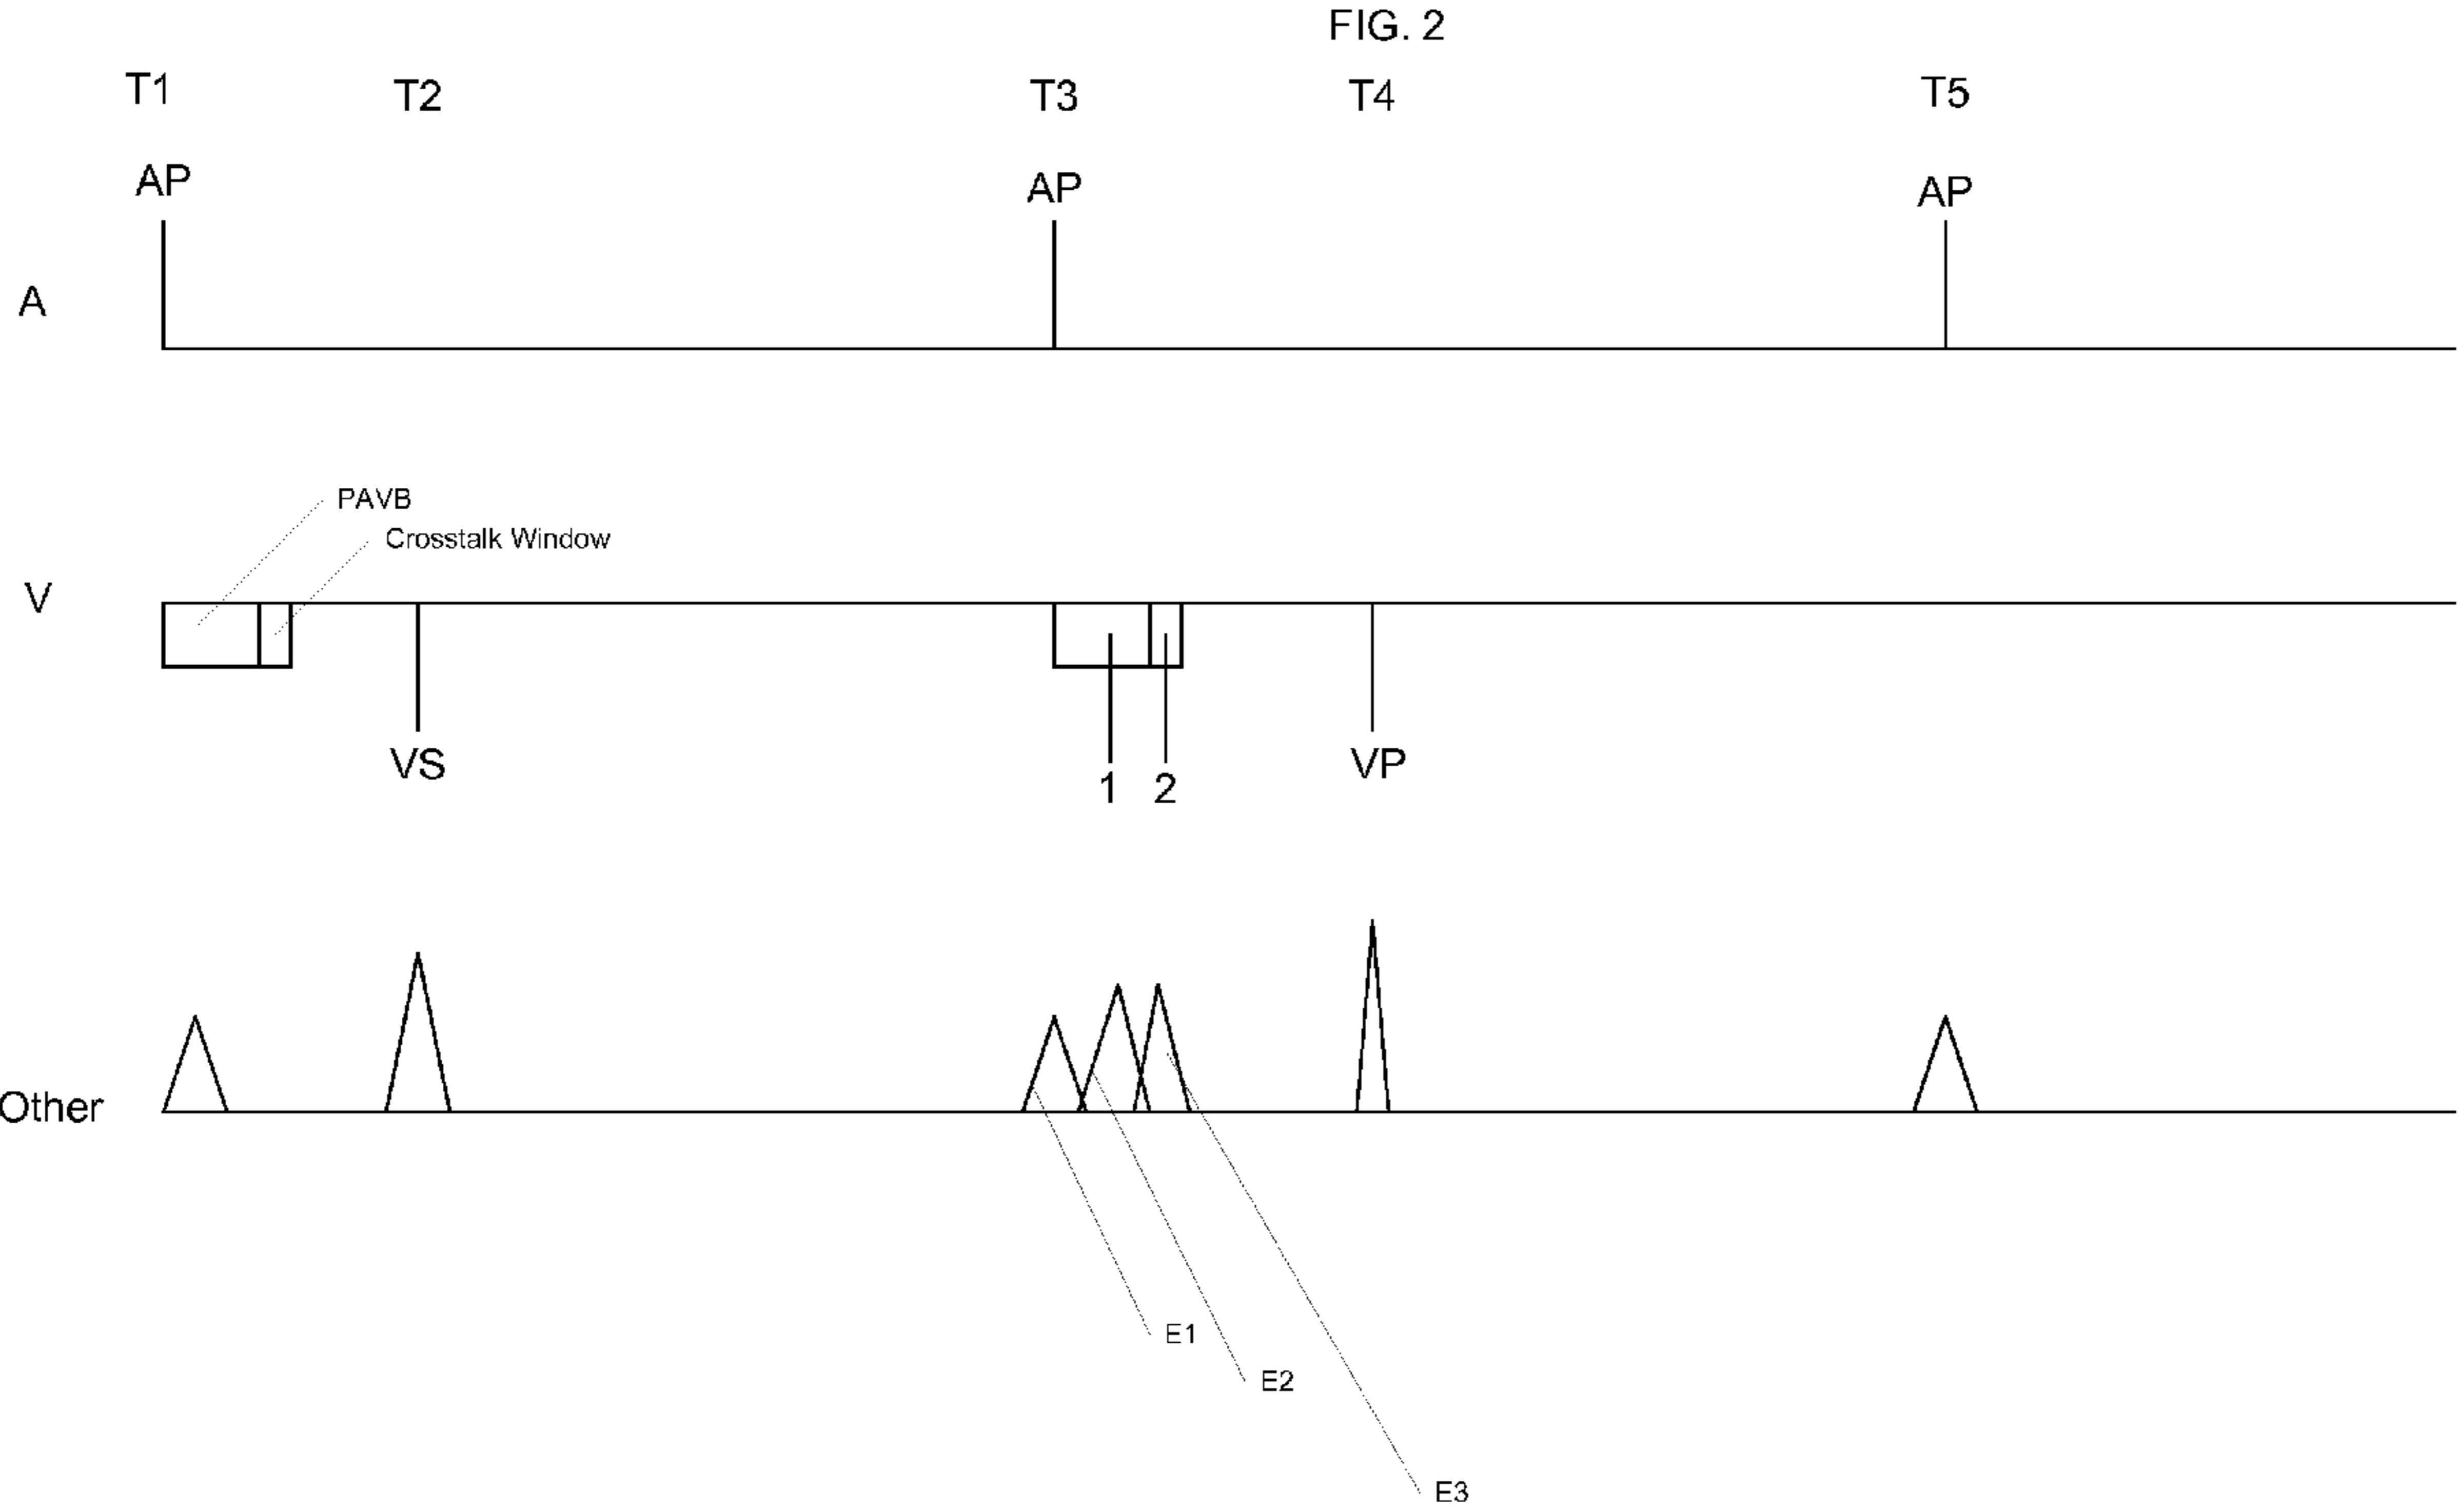 FIG. 2
T1 T2 T3 T4 T5
AP AP AP
A
PAVB
Crosstalk Window
V
VS VP
1 2
Other
E1
E2
E3